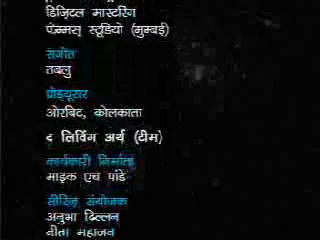 डिज़िटल मास्टरिंग
पंज्मस् स्टूडियो (मुम्बई)
संगीत
तबलु
प्रोड्यूसर
ओरबिट, कोलकाता
द लिविंग अर्थ (टीम)
कार्यकारी निर्माता
माइक एच पांडे
सीरिज़ संयोजक
अनुभा ढिल्लन
नीता महाजन